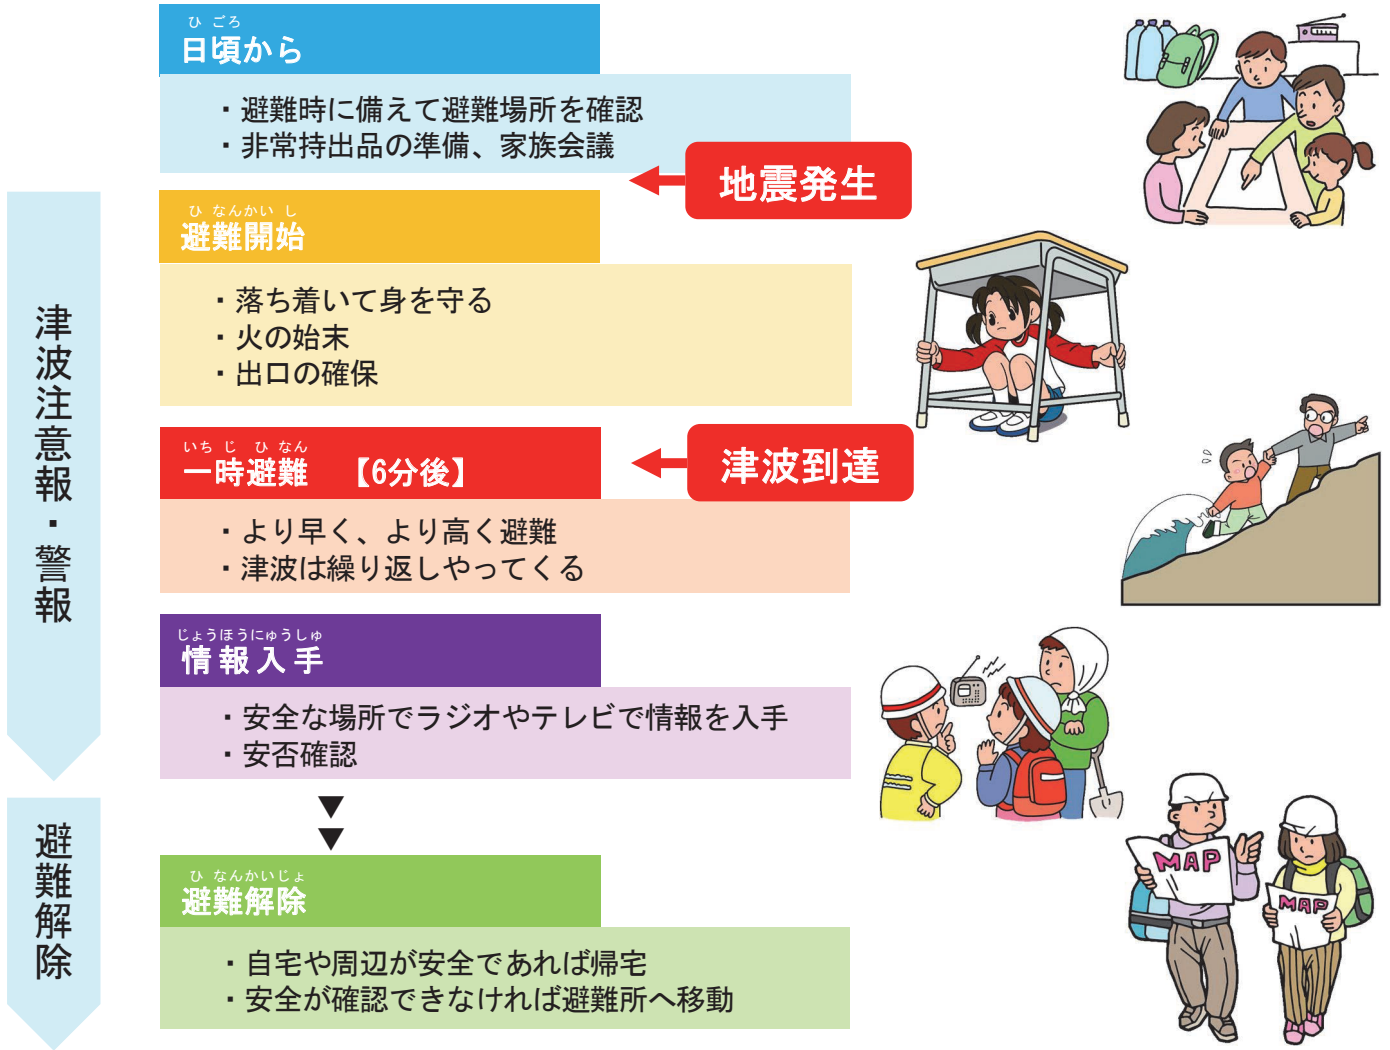 ひごろ
日頃から
・避難時に備えて避難場所を確認
・非常持出品の準備、家族会議
地震発生
津波注意報・警報
ひなんかいし
避難開始
・落ち着いて身を守る
・火の始末
・出口の確保
いちじひなん
一時避難 【6分後】
津波到達
・より早く、より高く避難
・津波は繰り返しやってくる
じょうほうにゅうしゅ
情報入手
・安全な場所でラジオやテレビで情報を入手
・安否確認
▼
▼
避難解除
ひなんかいじょ
避難解除
・自宅や周辺が安全であれば帰宅
・安全が確認できなければ避難所へ移動
MAP
MAP